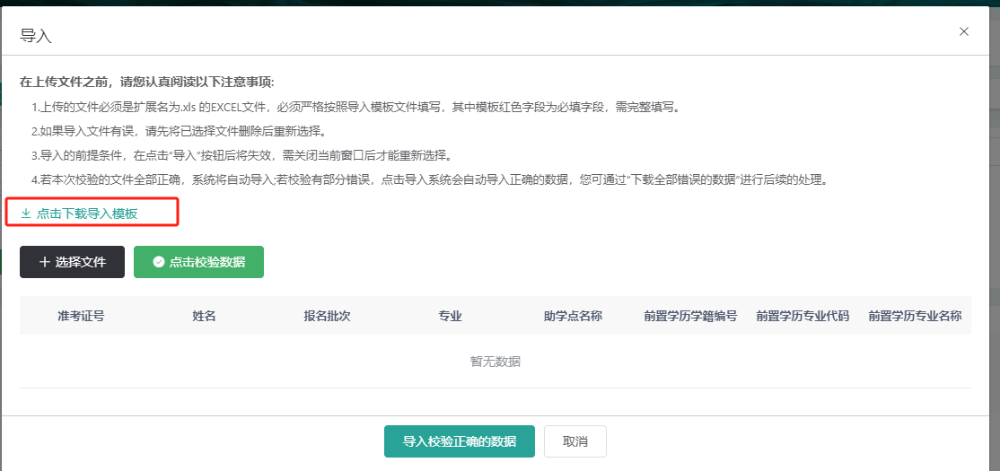 导入
在上传文件之前，请您认真阅读以下注意事项:
1.上传的文件必须是扩展名为.xls 的EXCEL文件，必须严格按照导入模板文件填写，其中模板红色字段为必填字段，需完整填写。
2.如果导入文件有误，请先将已选择文件删除后重新选择。
3.导入的前提条件，在点击“导入”按钮后将失效，需关闭当前窗口后才能重新选择。
4.若本次校验的文件全部正确，系统将自动导入;若校验有部分错误，点击导入系统会自动导入正确的数据，您可通过“下载全部错误的数据”进行后续的处理。
点击下载导入模板
选择文件 点击校验数据
准考证号 姓名 报名批次 专业 助学点名称 前置学历学籍编号 前置学历专业代码 前置学历专业名称
暂无数据
导入校验正确的数据 取消